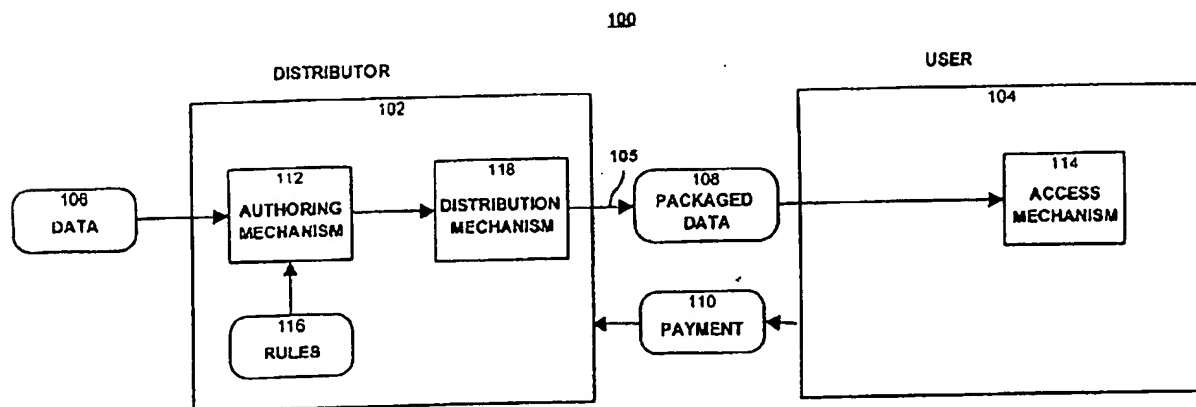 100
DISTRIBUTOR
USER
102
104
106
DATA
112
AUTHORING
MECHANISM
118
DISTRIBUTION
MECHANISM
105
108
PACKAGED
DATA
114
ACCESS
MECHANISM
116
RULES
110
PAYMENT